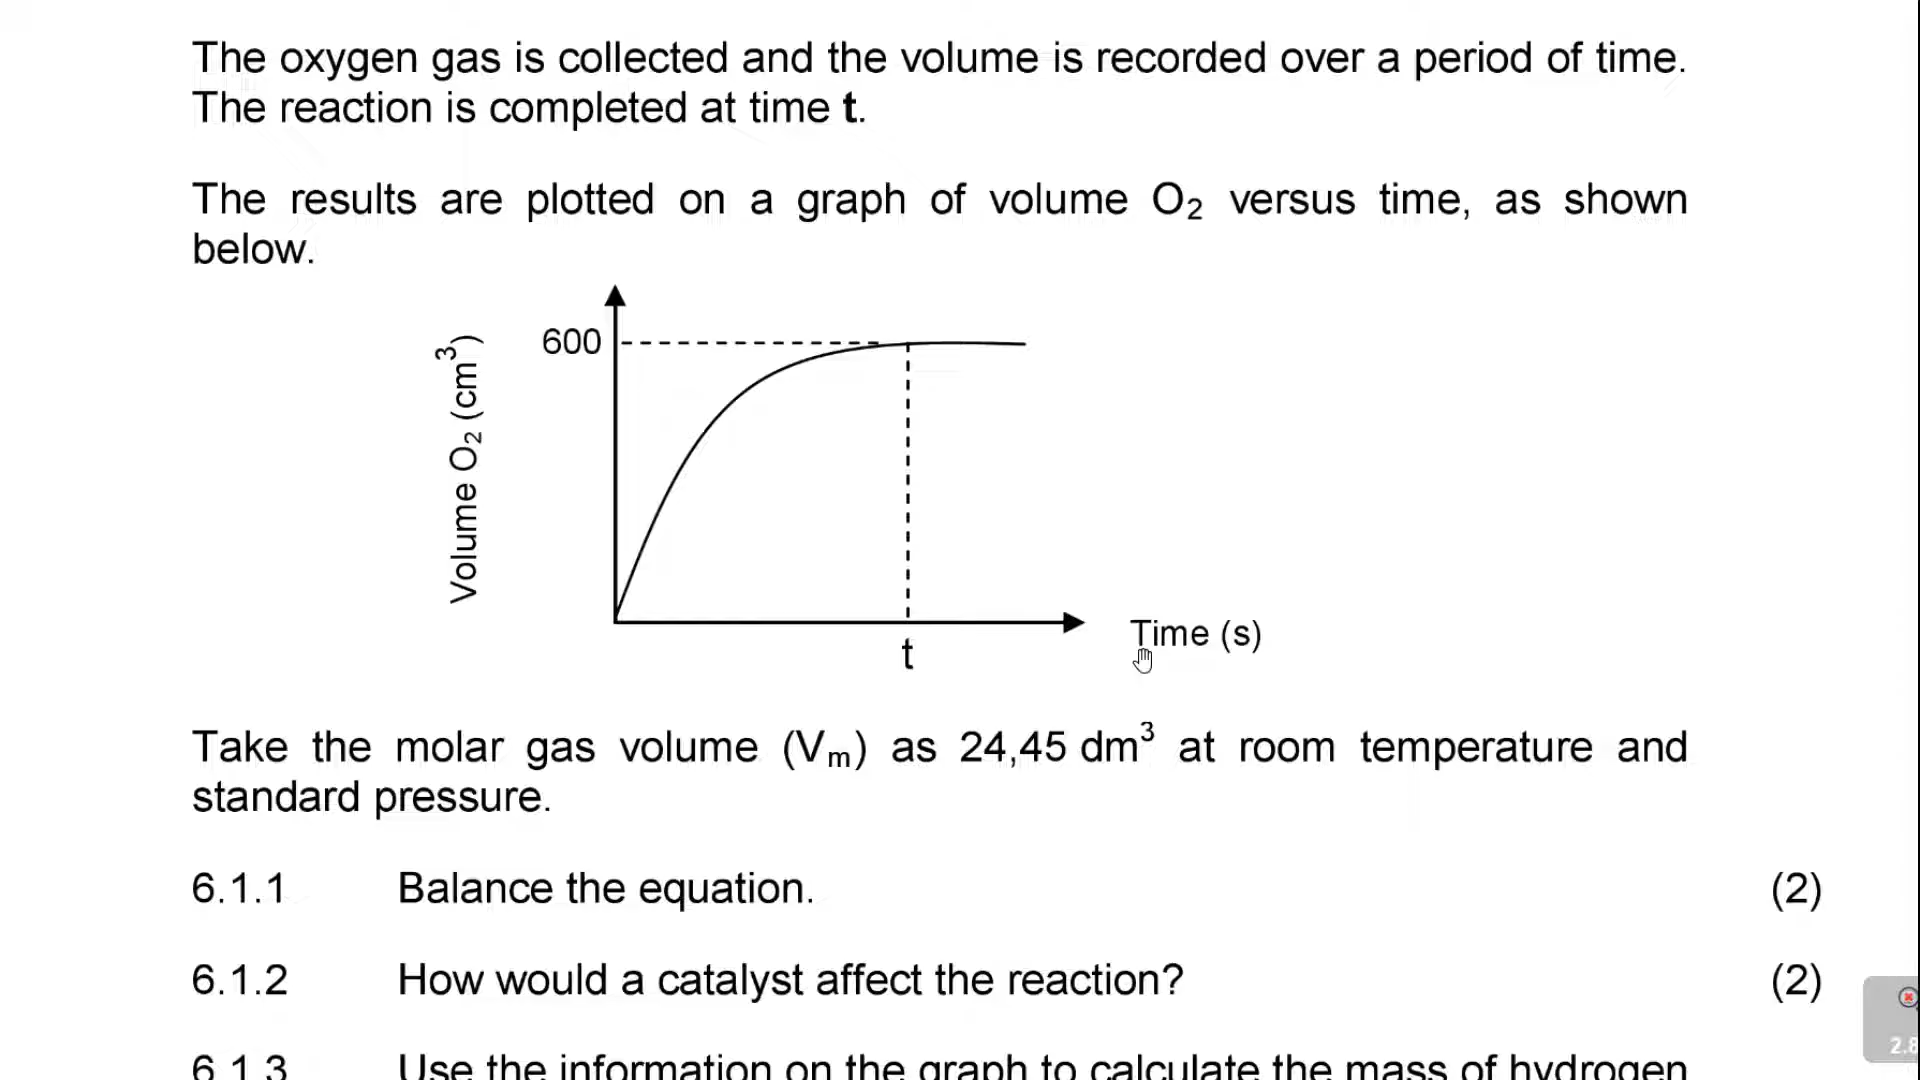 The oxygen gas is collected and the volume is recorded over a period of time.
The reaction is completed at time t.
The results are plotted on a graph of volume O₂ versus time, as shown
below.
Volume O₂ (cm³)
600
t
Time (s)
Take the molar gas volume (Vₘ) as 24,45 dm³ at room temperature and
standard pressure.
6.1.1 Balance the equation. (2)
6.1.2 How would a catalyst affect the reaction? (2)
6.1.3 Use the information on the graph to calculate the mass of hydrogen